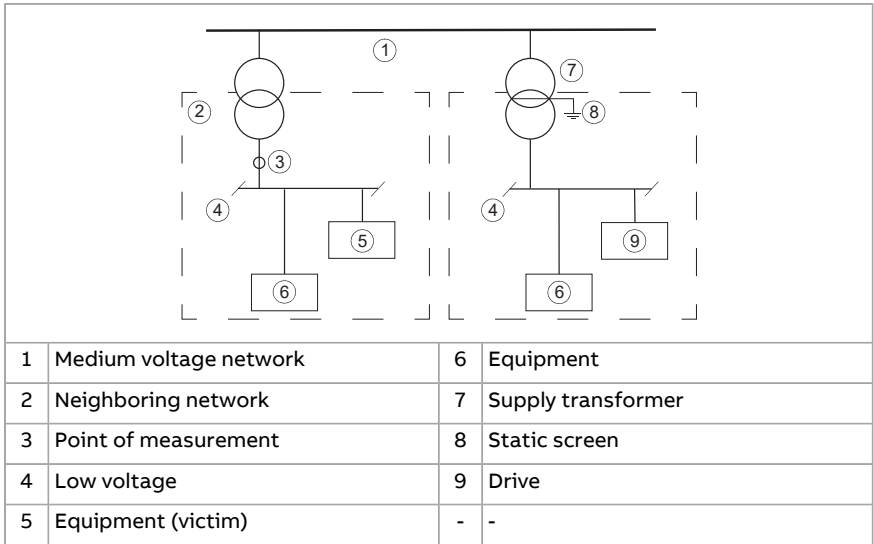 1
7
2
8
3
4
4
5
9
6
6
1 Medium voltage network 6 Equipment
2 Neighboring network 7 Supply transformer
3 Point of measurement 8 Static screen
4 Low voltage 9 Drive
5 Equipment (victim) - -